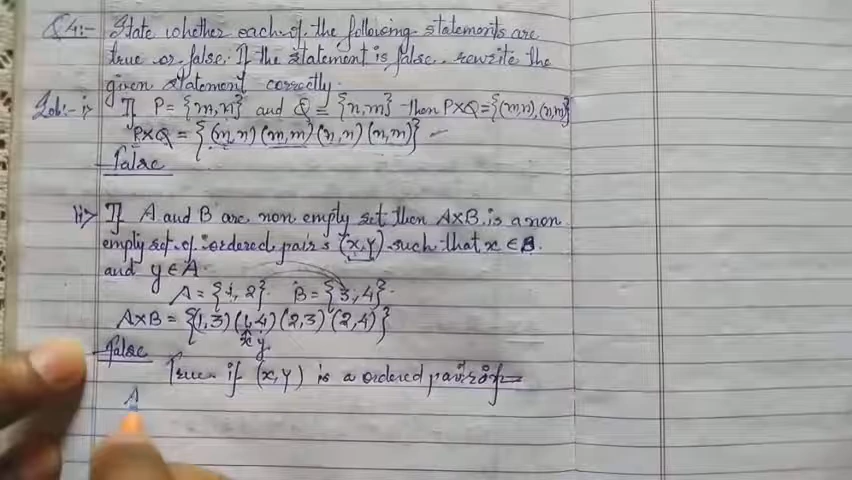 Q4:- State whether each of the following statements are
true or false. If the statement is false, rewrite the
given statement correctly.
Sol:- i) If P = {m,n} and Q = {n,m} then P×Q = {(m,n),(n,m)}
P×Q = {(m,n) (m,m) (n,n) (n,m)}
False
ii) If A and B are non empty set then A×B is a non
empty set of ordered pairs (x,y) such that x ∈ B
and y ∈ A.
A = {1, 2} B = {3, 4}.
A×B = {(1,3) (1,4) (2,3) (2,4)}
x y
False
True if (x,y) is a ordered pair of
A